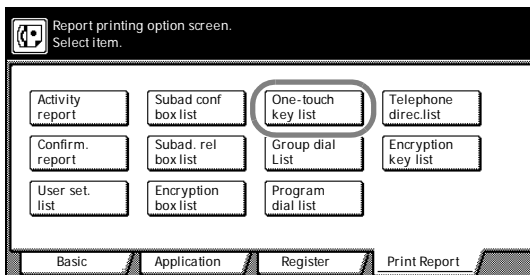 Report printing option screen.
Select item.
Activity report
Subad conf box list
One-touch key list
Telephone direc.list
Confirm. report
Subad. rel box list
Group dial List
Encryption key list
User set. list
Encryption box list
Program dial list
Basic
Application
Register
Print Report